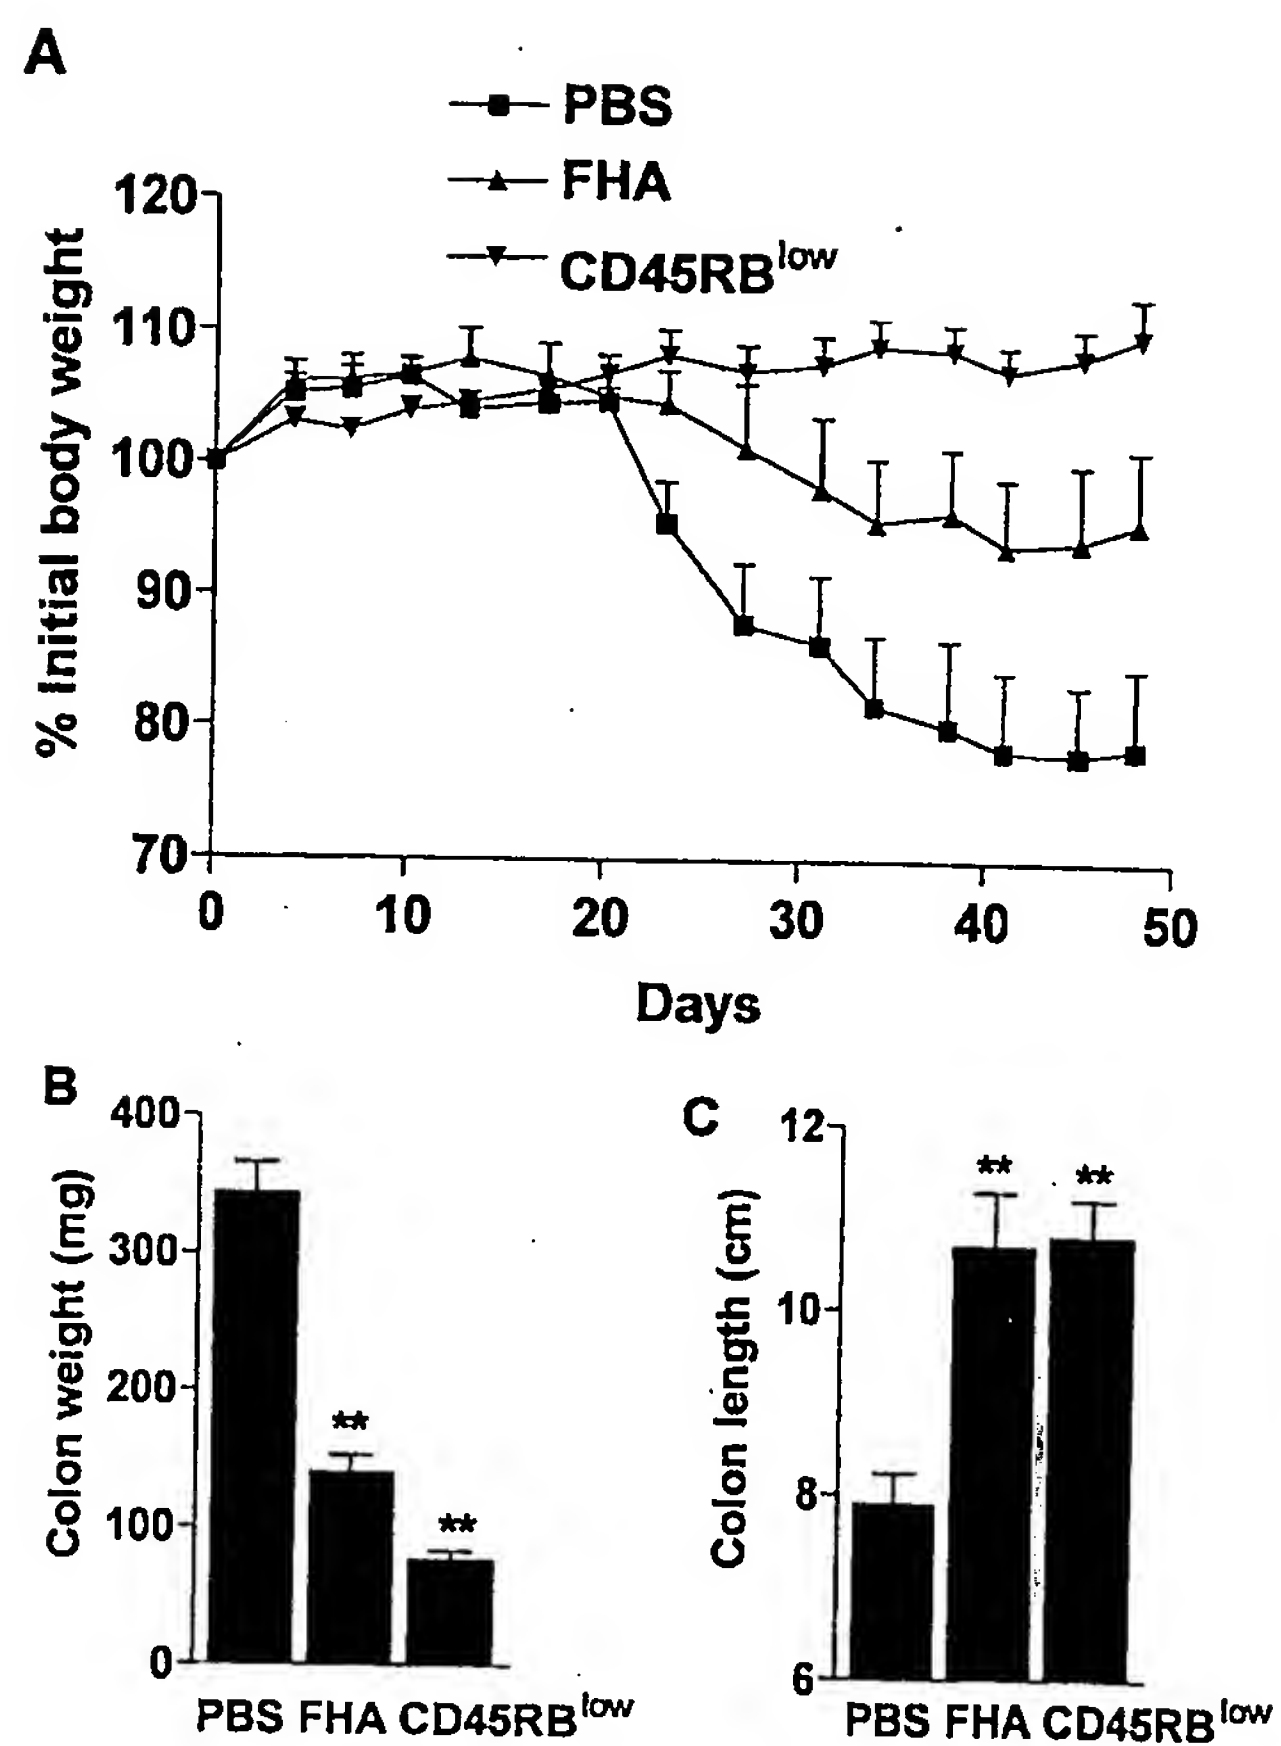 A
PBS
FHA
CD45RBlow
% Initial body weight
120
110
100
90
80
70
0 10 20 30 40 50
Days
B
Colon weight (mg)
400
300
200
100
0
**
**
PBS FHA CD45RBlow
C
Colon length (cm)
12
10
8
6
** **
PBS FHA CD45RBlow